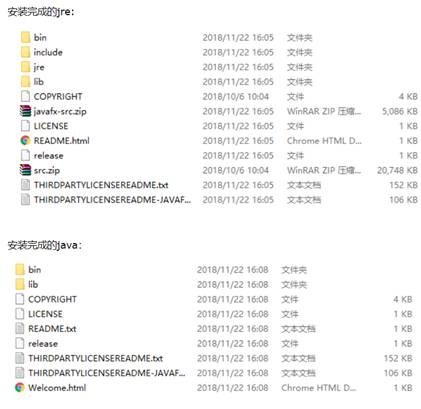 安装完成的jre:
bin 2018/11/22 16:05 文件夹
include 2018/11/22 16:05 文件夹
jre 2018/11/22 16:05 文件夹
lib 2018/11/22 16:05 文件夹
COPYRIGHT 2018/10/6 10:04 文件 4 KB
javafx-src.zip 2018/11/22 16:05 WinRAR ZIP 压缩... 5,086 KB
LICENSE 2018/11/22 16:05 文件 1 KB
README.html 2018/11/22 16:05 Chrome HTML D... 1 KB
release 2018/11/22 16:05 文件 1 KB
src.zip 2018/10/6 10:04 WinRAR ZIP 压缩... 20,748 KB
THIRDPARTYLICENSEREADME.txt 2018/11/22 16:05 文本文档 152 KB
THIRDPARTYLICENSEREADME-JAVAF... 2018/11/22 16:05 文本文档 106 KB
安装完成的java:
bin 2018/11/22 16:08 文件夹
lib 2018/11/22 16:08 文件夹
COPYRIGHT 2018/11/22 16:08 文件 4 KB
LICENSE 2018/11/22 16:08 文件 1 KB
README.txt 2018/11/22 16:08 文本文档 1 KB
release 2018/11/22 16:08 文件 1 KB
THIRDPARTYLICENSEREADME.txt 2018/11/22 16:08 文本文档 152 KB
THIRDPARTYLICENSEREADME-JAVAF... 2018/11/22 16:08 文本文档 106 KB
Welcome.html 2018/11/22 16:08 Chrome HTML D... 1 KB